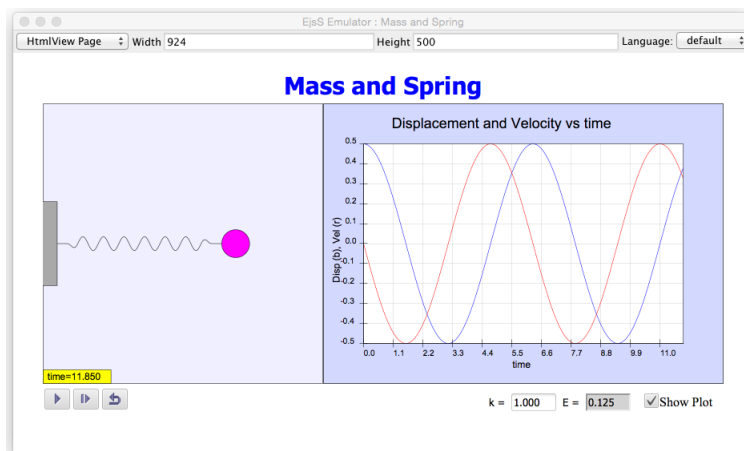 EjsS Emulator : Mass and Spring
HtmlView Page Width 924 Height 500 Language: default
Mass and Spring
Displacement and Velocity vs time
0.5
0.4
0.3
0.2
0.1
0.0
-0.1
-0.2
-0.3
-0.4
-0.5
Disp (b), Vel (r)
0.0 1.1 2.2 3.3 4.4 5.5 6.6 7.7 8.8 9.9 11.0
time
time=11.850
k = 1.000 E = 0.125 Show Plot